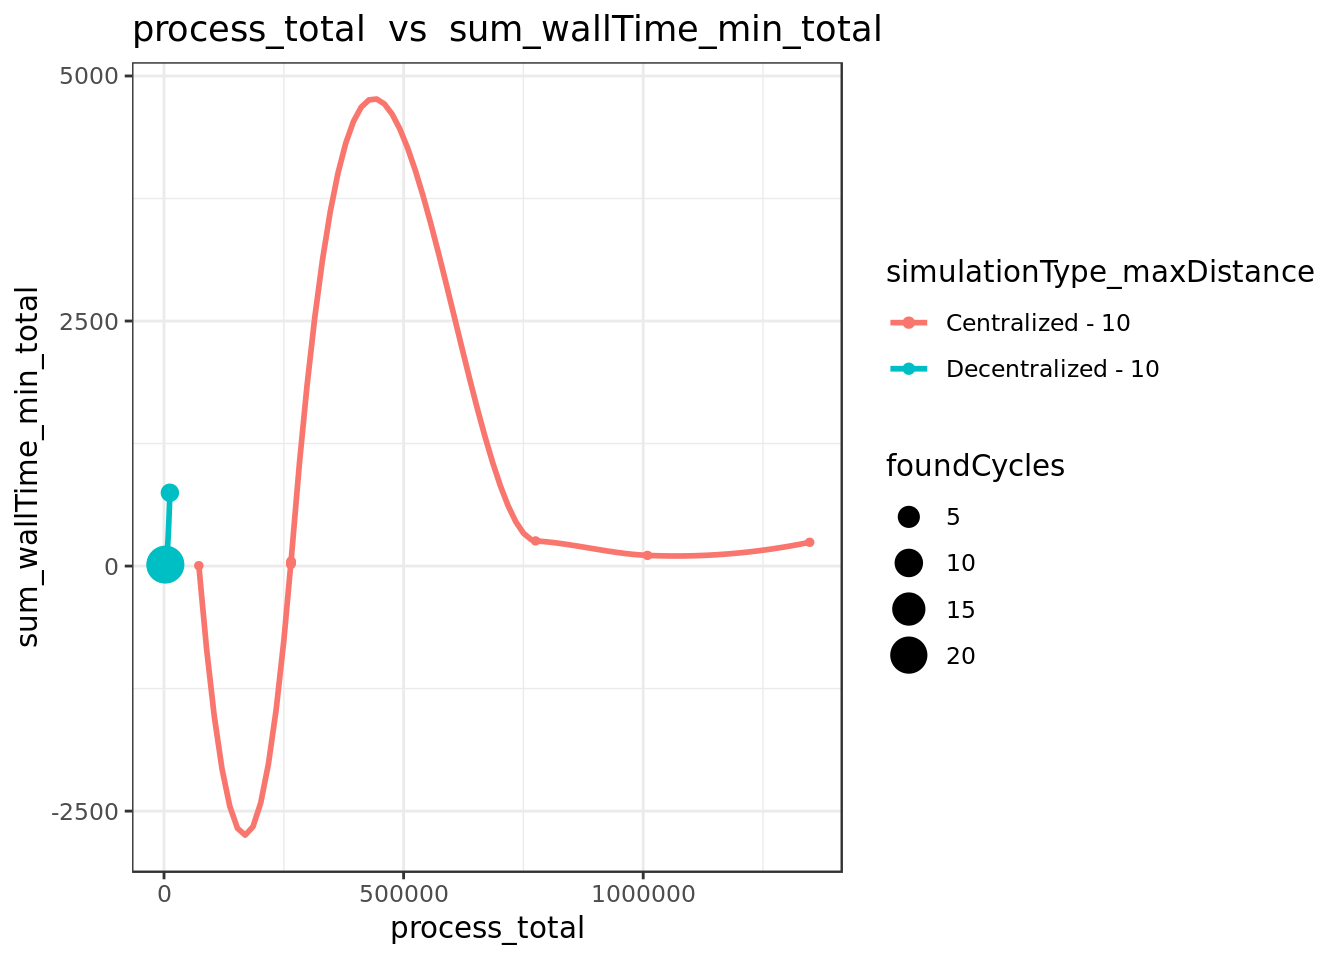 process_total vs sum_wallTime_min_total
sum_wallTime_min_total
5000
2500
0
-2500
0 500000 1000000
process_total
simulationType_maxDistance
Centralized - 10
Decentralized - 10
foundCycles
5
10
15
20